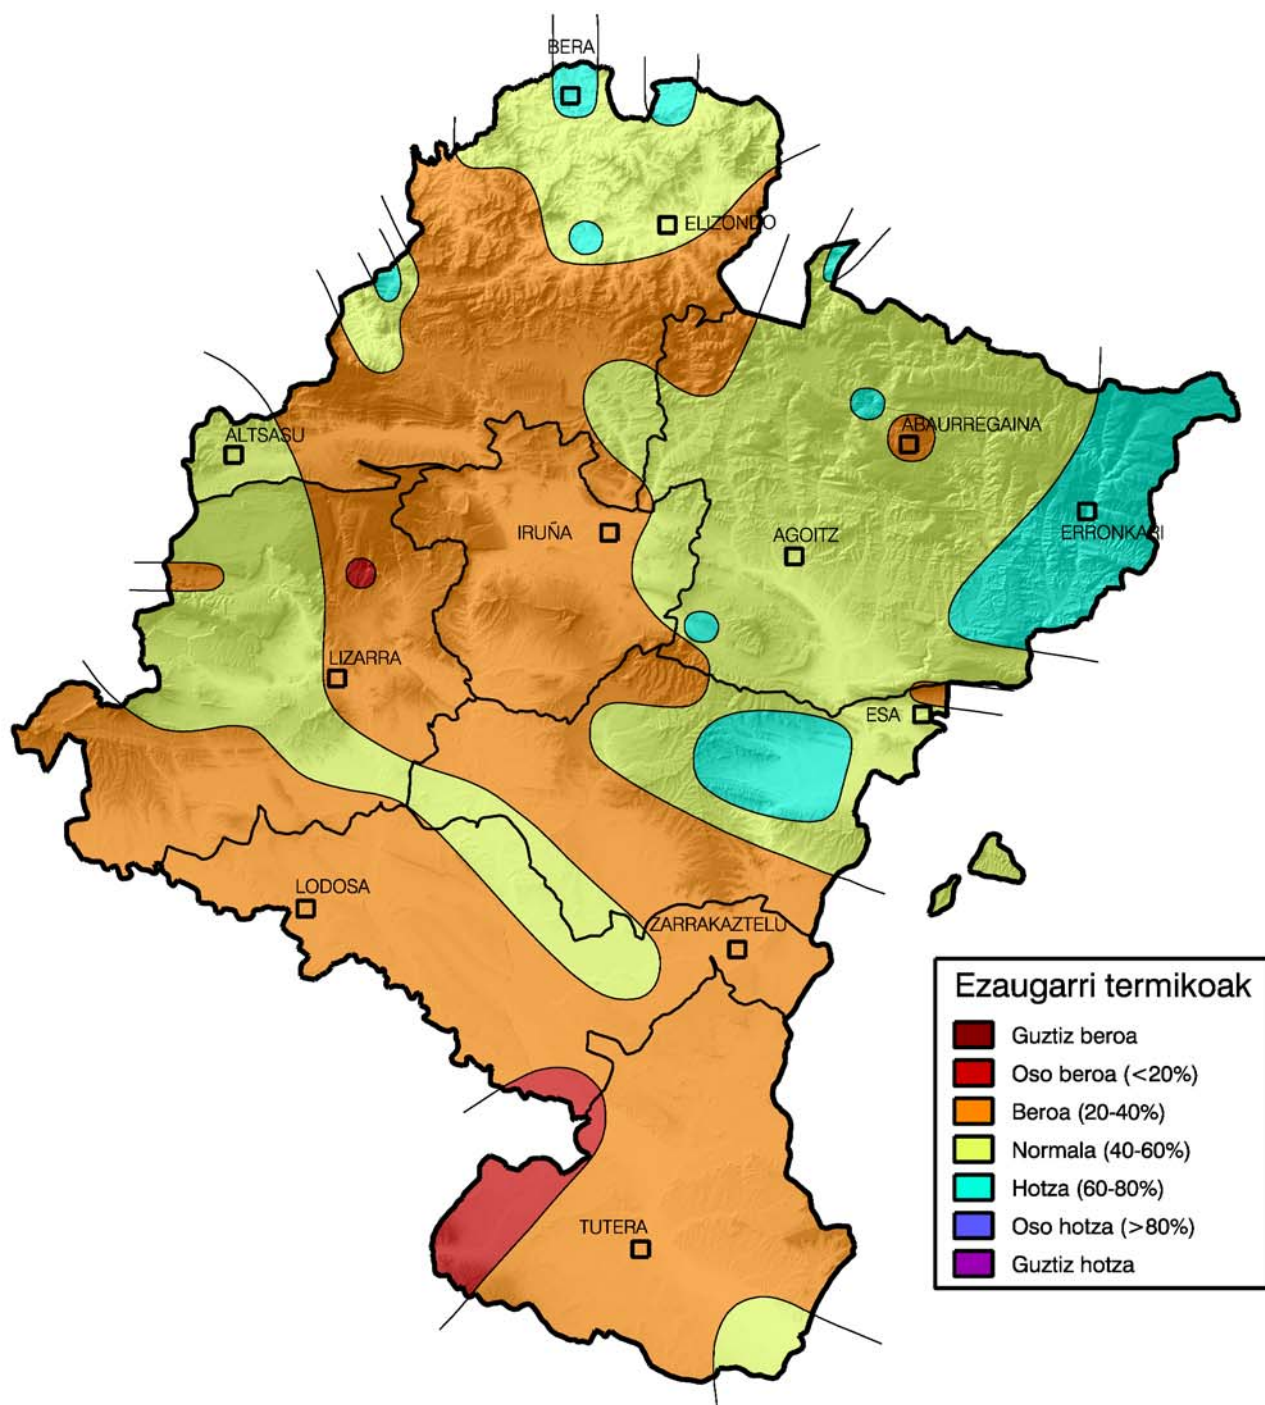 BERA
ELIZONDO
ALTSASU
ABAURREGAINA
IRUÑA
AGOITZ
ERRONKARI
LIZARRA
ESA
LODOSA
ZARRAKAZTELU
TUTERA
Ezaugarri termikoak
Guztiz beroa
Oso beroa (<20%)
Beroa (20-40%)
Normala (40-60%)
Hotza (60-80%)
Oso hotza (>80%)
Guztiz hotza